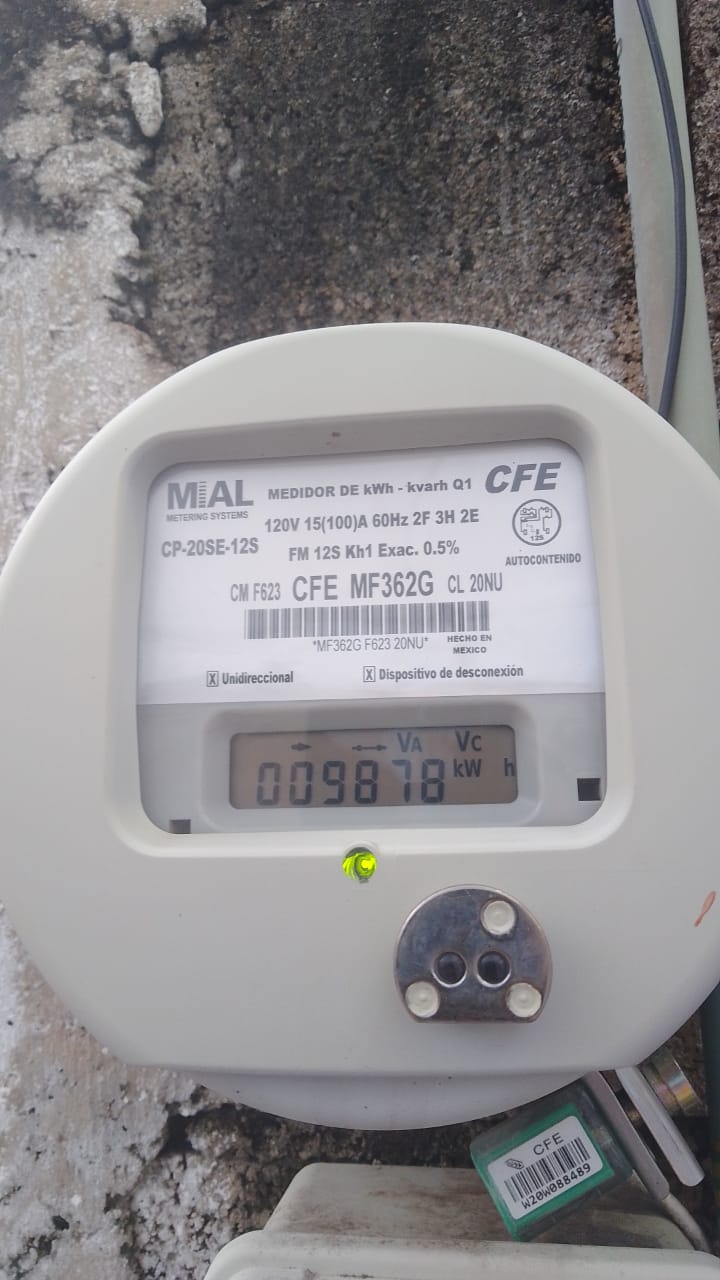 MIAL
METERING SYSTEMS
MEDIDOR DE kWh - kvarh Q1
CFE
120V 15(100)A 60Hz 2F 3H 2E
CP-20SE-12S
FM 12S Kh1 Exac. 0.5%
12S
AUTOCONTENIDO
CM F623 CFE MF362G CL 20NU
*MF362G F623 20NU*
HECHO EN
MEXICO
X Unidireccional
X Dispositivo de desconexión
VA VC
009878 kW h
CFE
W20W088489